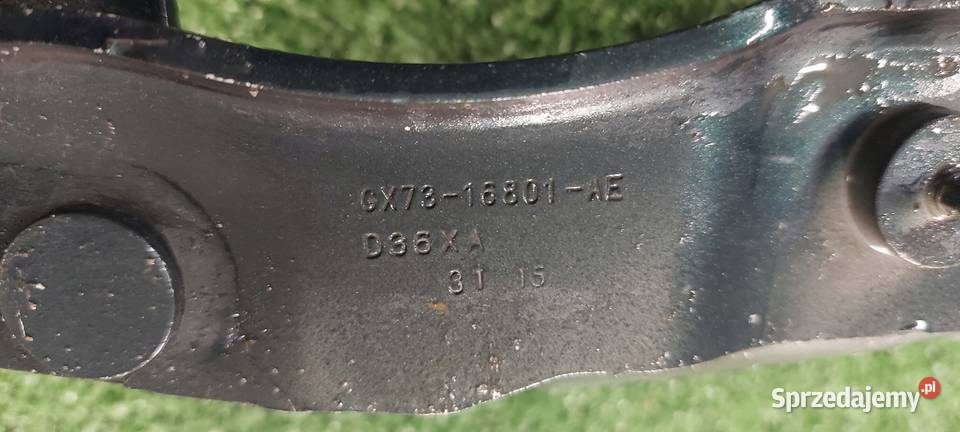 GX73-16801-AE
D36XA
31 15
Sprzedajemy.pl